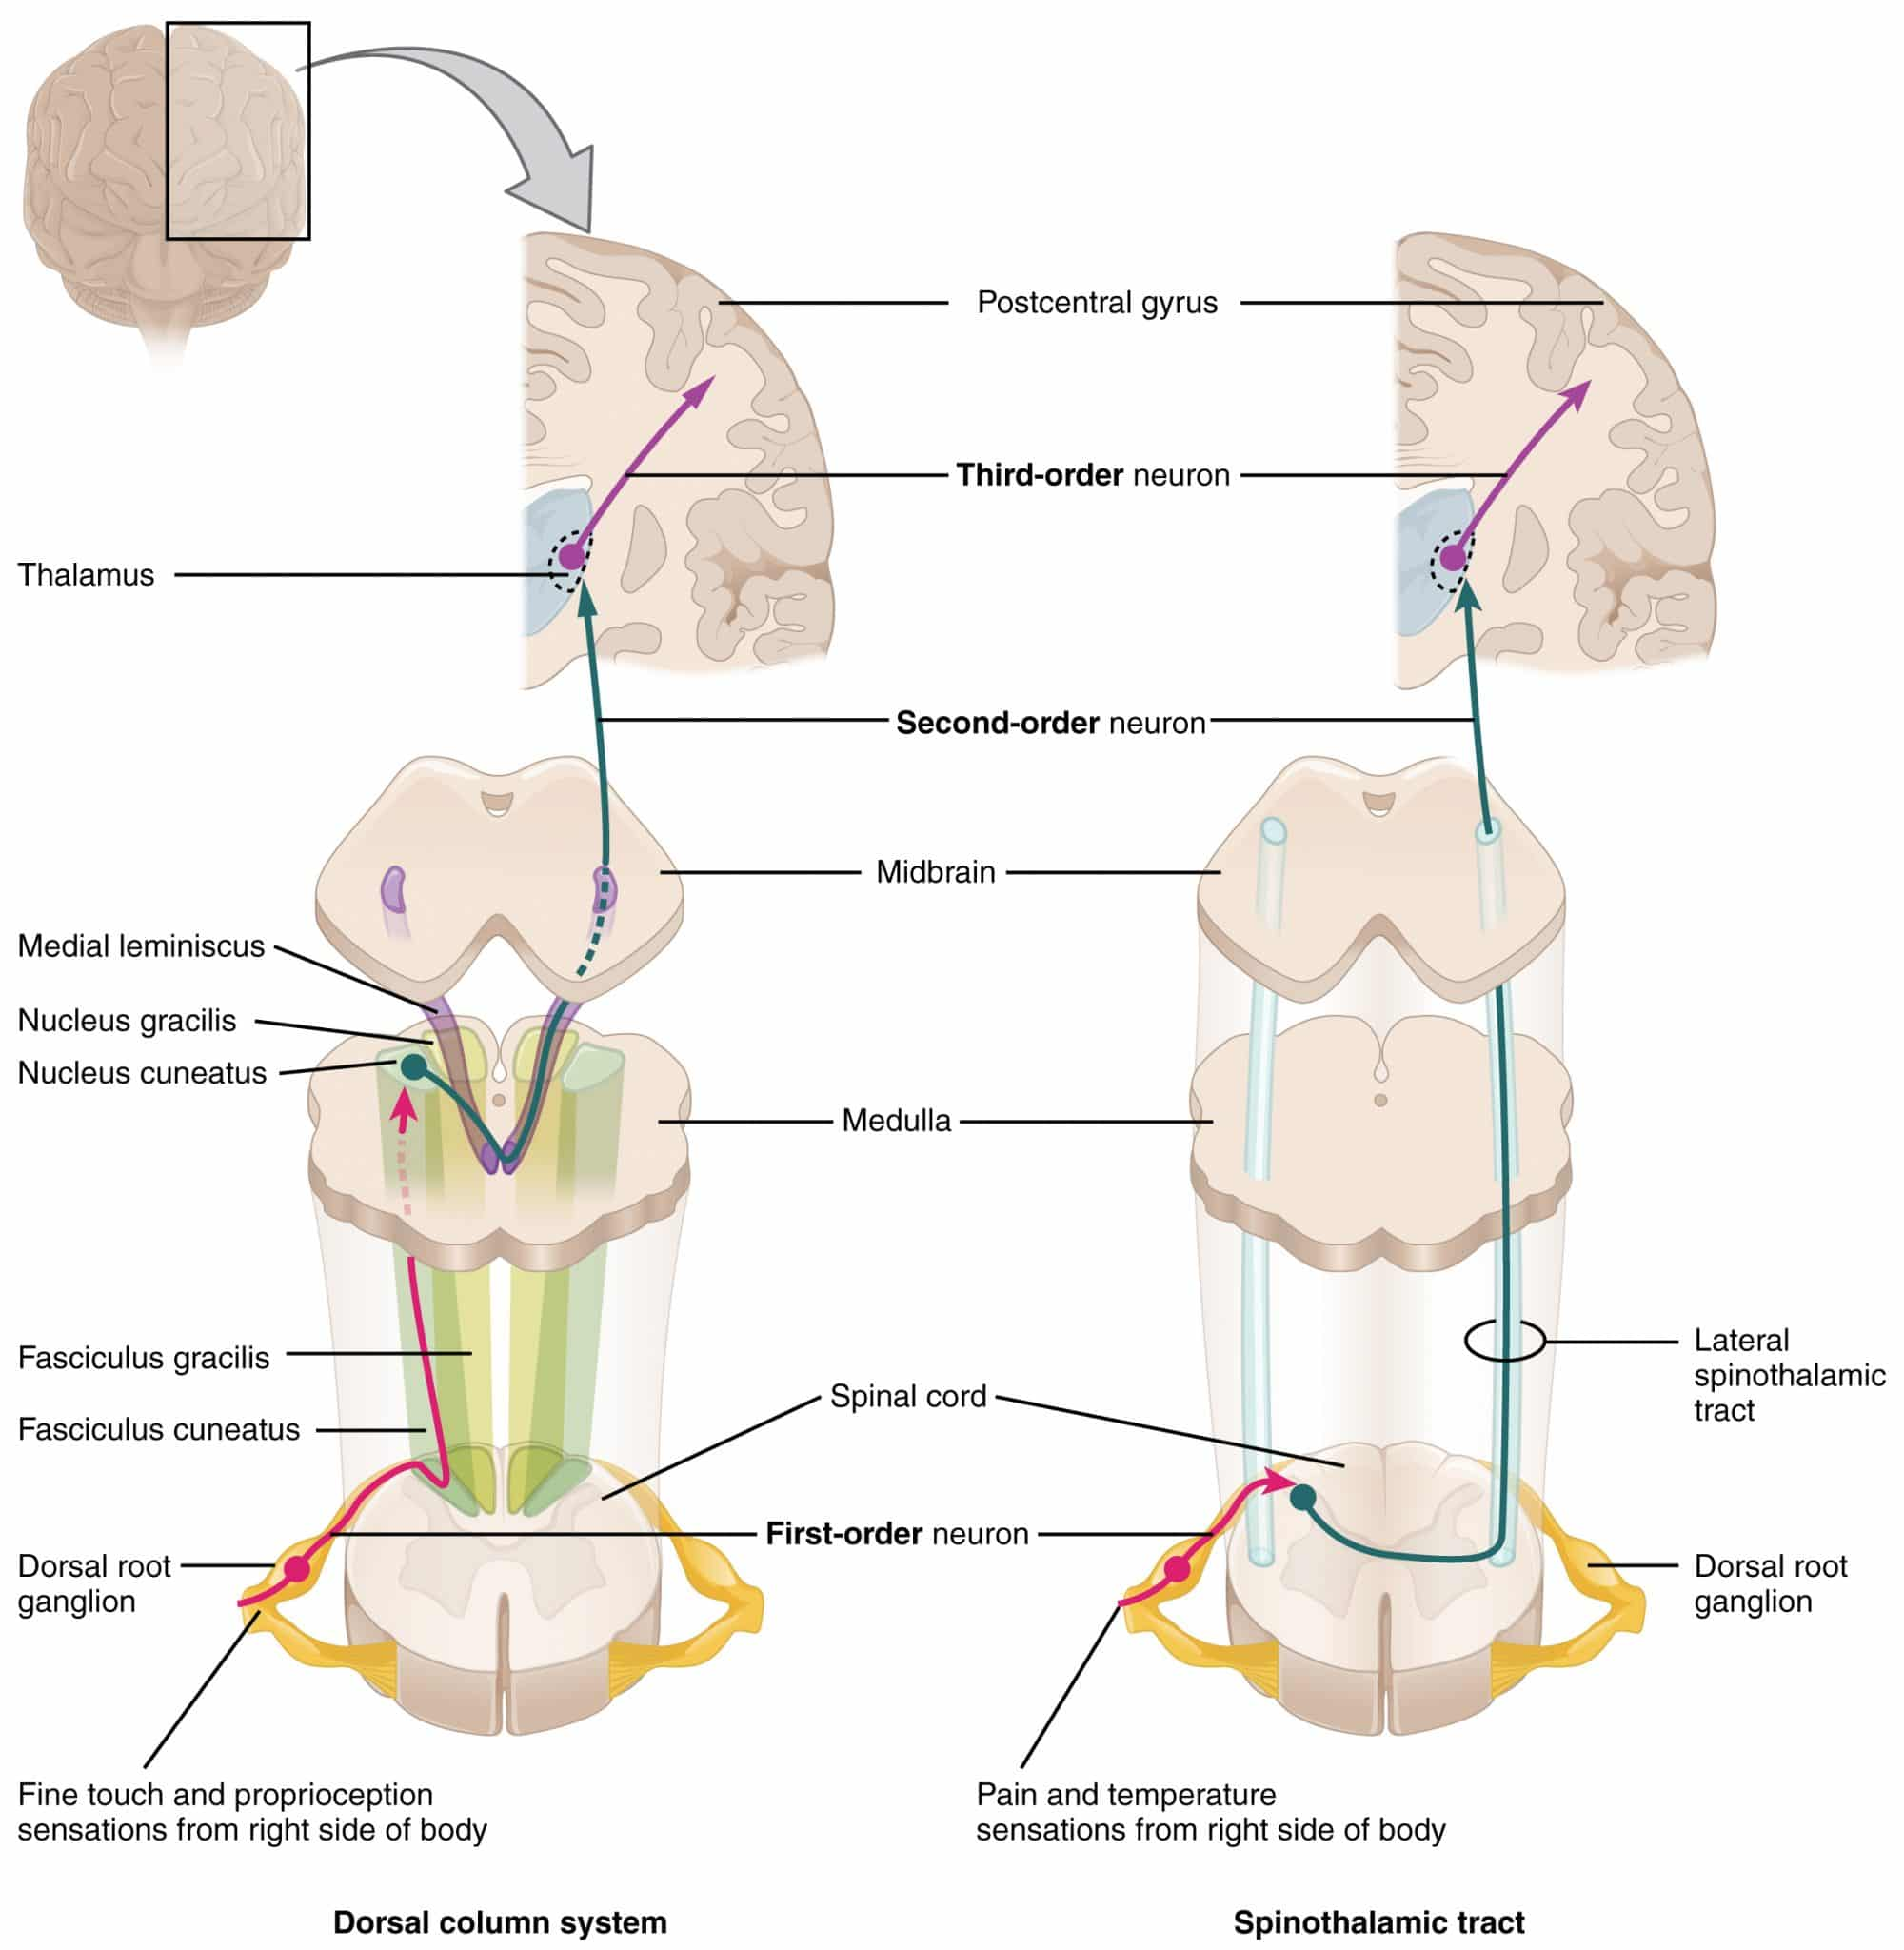 Postcentral gyrus
Third-order neuron
Thalamus
Second-order neuron
Midbrain
Medial leminiscus
Nucleus gracilis
Nucleus cuneatus
Medulla
Fasciculus gracilis
Fasciculus cuneatus
Spinal cord
Lateral
spinothalamic
tract
First-order neuron
Dorsal root
ganglion
Dorsal root
ganglion
Fine touch and proprioception
sensations from right side of body
Pain and temperature
sensations from right side of body
Dorsal column system
Spinothalamic tract